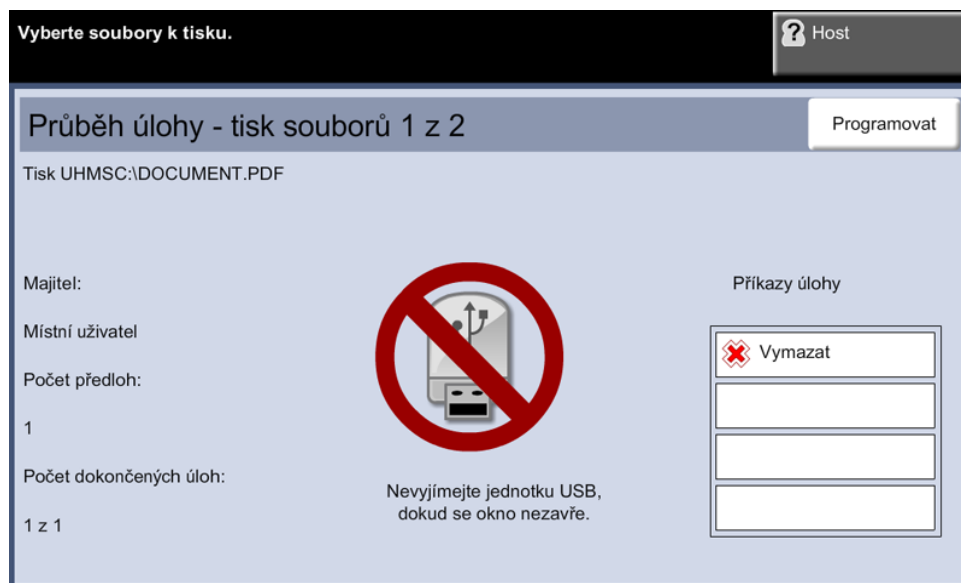 Vyberte soubory k tisku.
Host
Průběh úlohy - tisk souborů 1 z 2
Programovat
Tisk UHMSC:\DOCUMENT.PDF
Majitel:
Příkazy úlohy
Místní uživatel
Vymazat
Počet předloh:
1
Počet dokončených úloh:
1 z 1
Nevyjímejte jednotku USB,
dokud se okno nezavře.